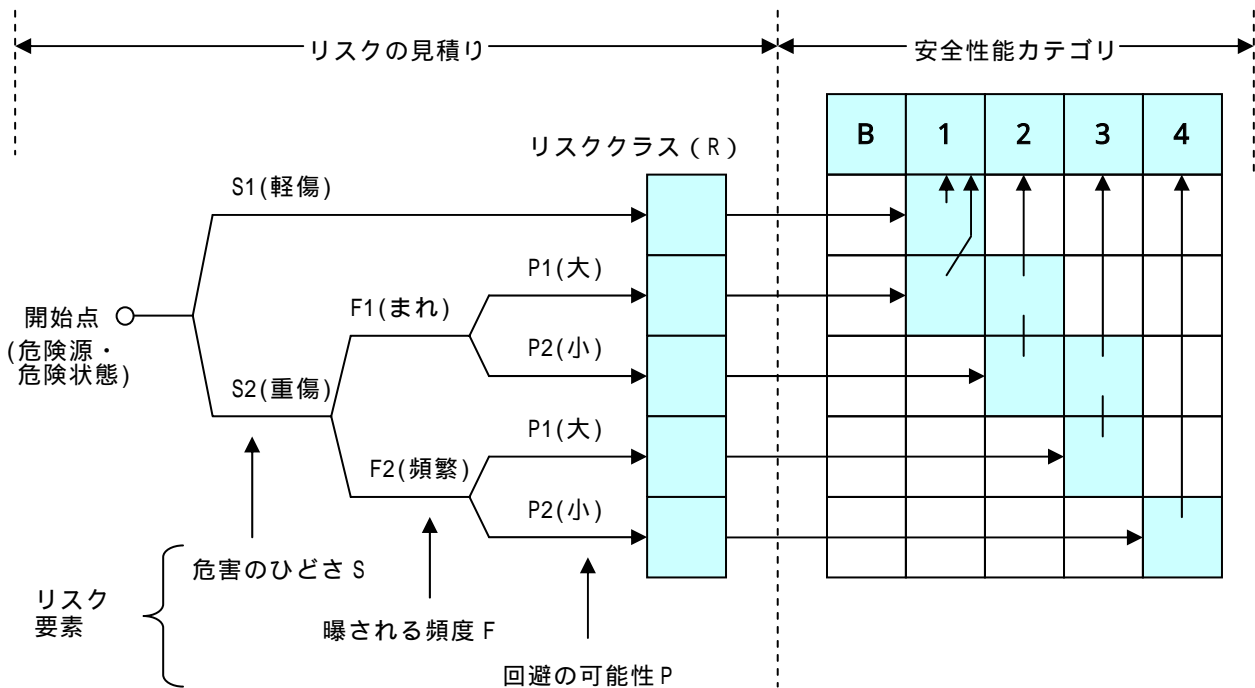 リスクの見積り
安全性能カテゴリ
B 1 2 3 4
リスククラス（R）
S1(軽傷)
P1(大)
F1(まれ)
開始点
(危険源・
危険状態)
P2(小)
S2(重傷)
P1(大)
F2(頻繁)
P2(小)
危害のひどさ S
リスク
要素
曝される頻度 F
回避の可能性 P